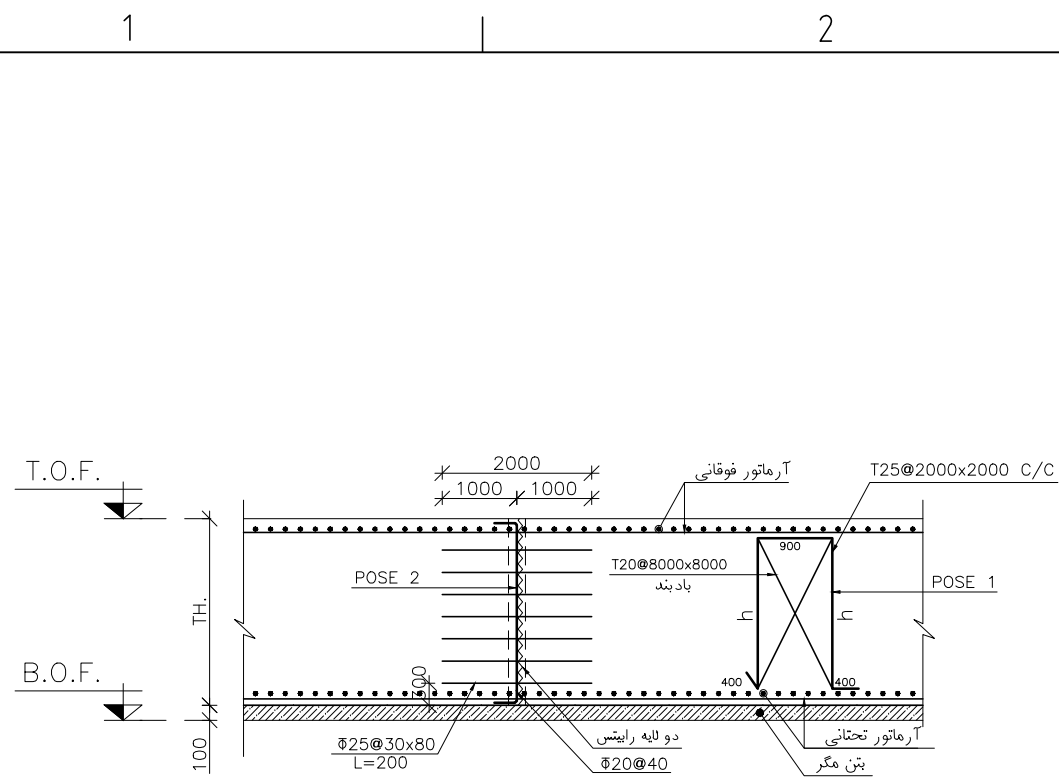 1
2
T.O.F.
2000
1000
1000
آرماتور فوقانی
T25@2000x2000 C/C
900
T20@8000x8000
بادبند
POSE 2
POSE 1
TH.
h
h
B.O.F.
400
400
دو لایه رابیتس
آرماتور تحتانی
Φ25@30x80
L=200
Φ20@40
بتن مگر
100